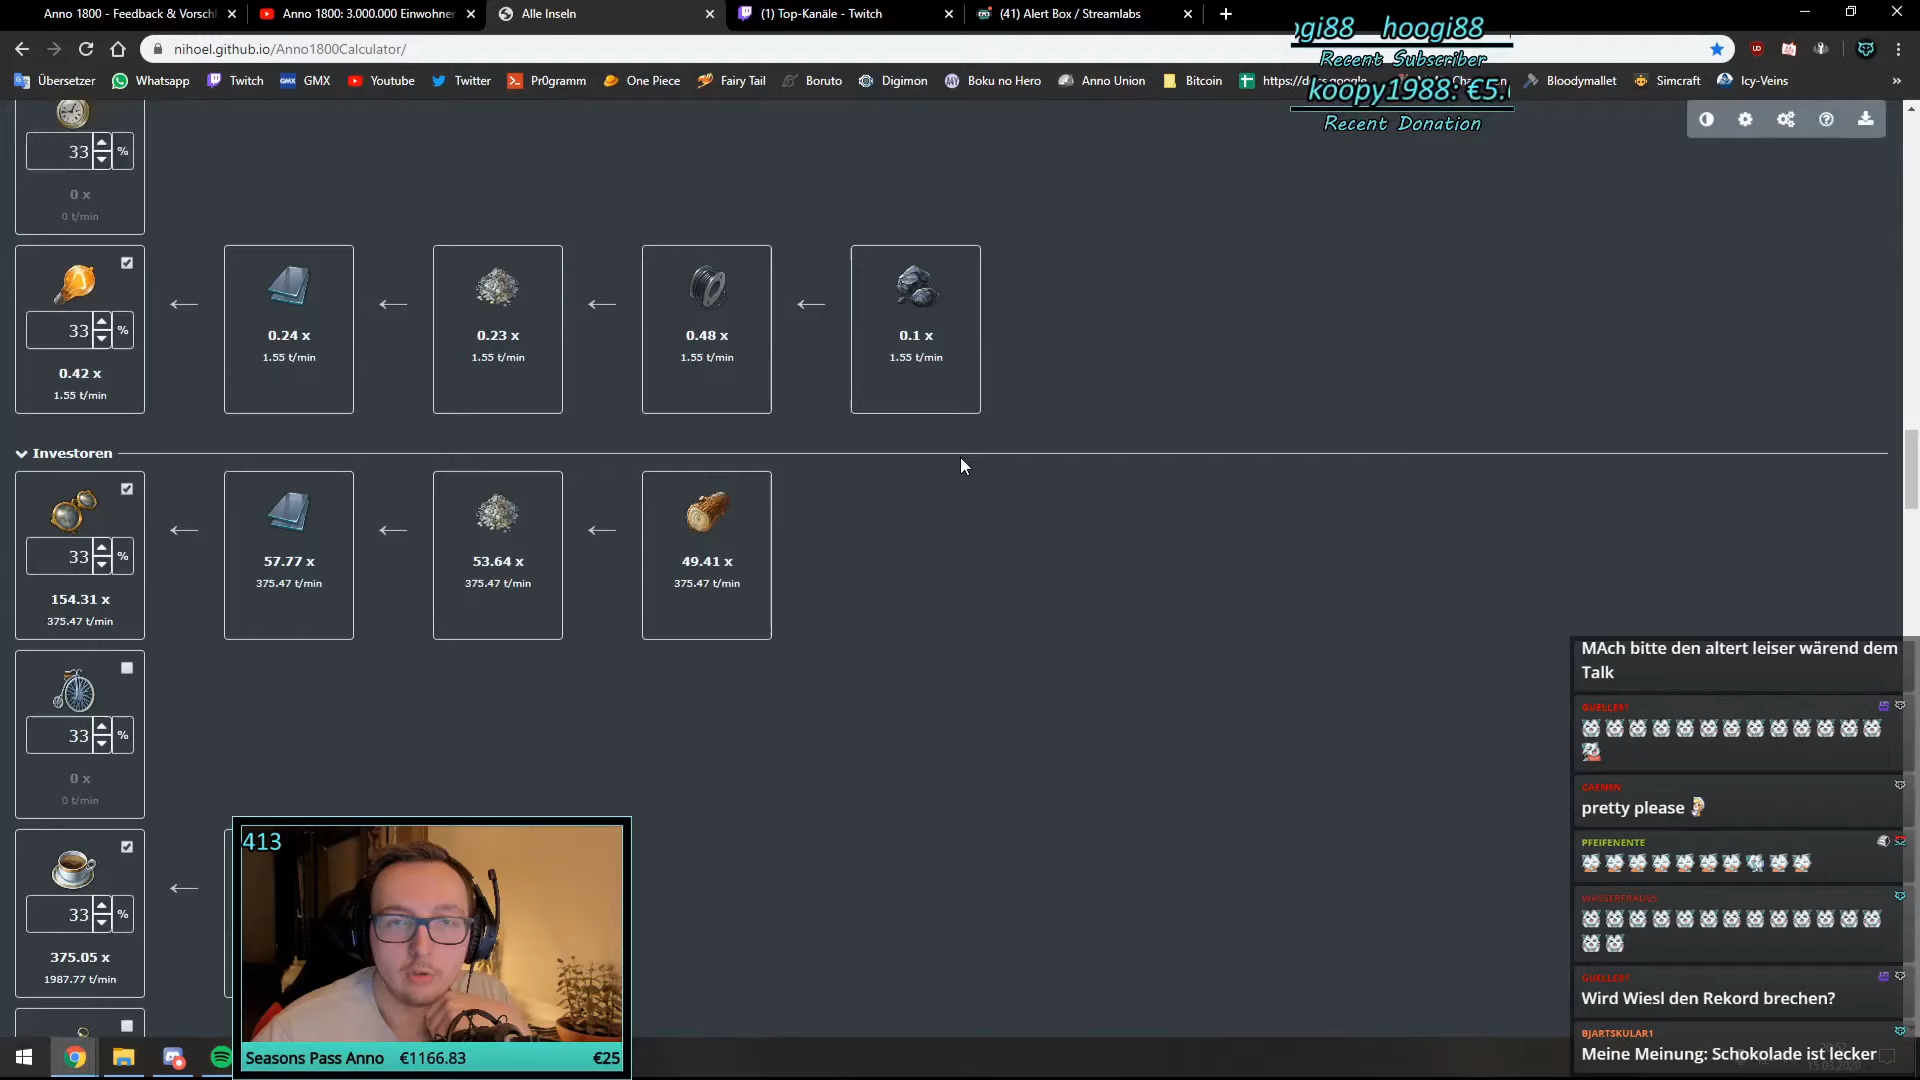 Anno 1800 - Feedback & Vorschl
Anno 1800: 3.000.000 Einwohner
Alle Inseln
(1) Top-Kanäle - Twitch
(41) Alert Box / Streamlabs
gi88 hoogi88
Recent Subscriber
koopy1988: €5.
Recent Donation
nihoel.github.io/Anno1800Calculator/
Übersetzer
Whatsapp
Twitch
GMX
Youtube
Twitter
Pr0gramm
One Piece
Fairy Tail
Boruto
Digimon
Boku no Hero
Anno Union
Bitcoin
Bloodymallet
Simcraft
Icy-Veins
33 %
0 x
0 t/min
33 %
0.42 x
1.55 t/min
0.24 x
1.55 t/min
0.23 x
1.55 t/min
0.48 x
1.55 t/min
0.1 x
1.55 t/min
Investoren
33 %
154.31 x
375.47 t/min
57.77 x
375.47 t/min
53.64 x
375.47 t/min
49.41 x
375.47 t/min
33 %
0 x
0 t/min
33 %
375.05 x
1987.77 t/min
413
Seasons Pass Anno €1166.83 €25
MAch bitte den altert leiser wärend dem
Talk
pretty please
PFEIFENENTE
Wird Wiesl den Rekord brechen?
BJARTSKULAR1
Meine Meinung: Schokolade ist lecker
15.03.2020